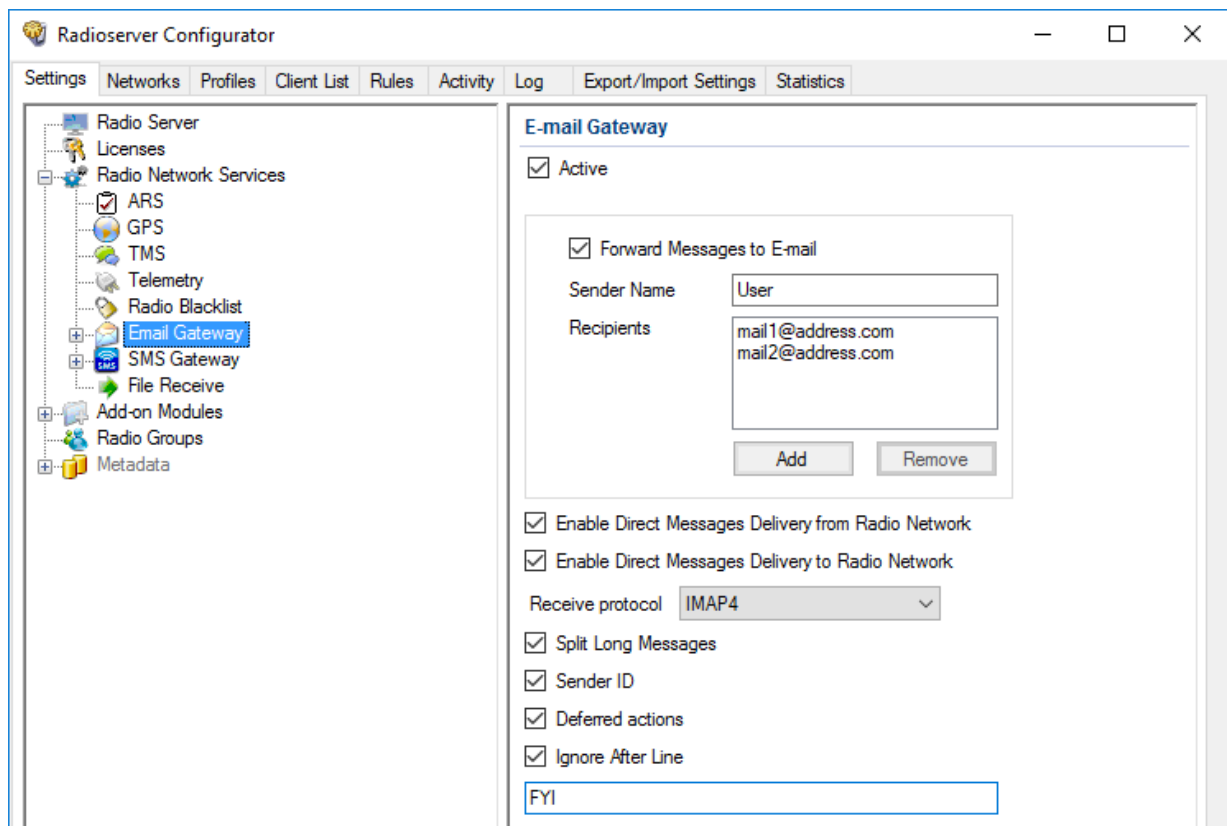 Radioserver Configurator
Settings Networks Profiles Client List Rules Activity Log Export/Import Settings Statistics
Radio Server
Licenses
Radio Network Services
ARS
GPS
TMS
Telemetry
Radio Blacklist
Email Gateway
SMS
SMS Gateway
File Receive
Add-on Modules
Radio Groups
Metadata
E-mail Gateway
Active
Forward Messages to E-mail
Sender Name User
Recipients mail1@address.com
mail2@address.com
Add Remove
Enable Direct Messages Delivery from Radio Network
Enable Direct Messages Delivery to Radio Network
Receive protocol IMAP4
Split Long Messages
Sender ID
Deferred actions
Ignore After Line
FYI